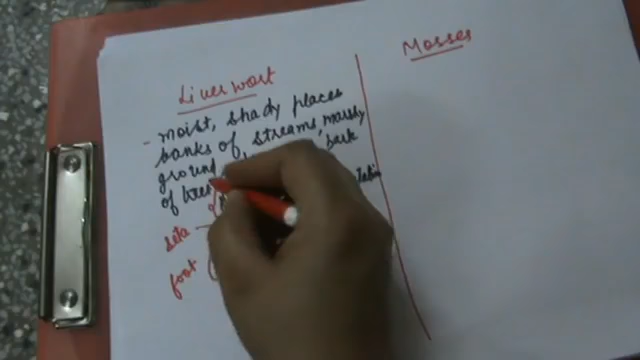 Liverwort
Mosses
- Moist, shady places
banks of streams, marshy
ground bark
of trees
seta
foot